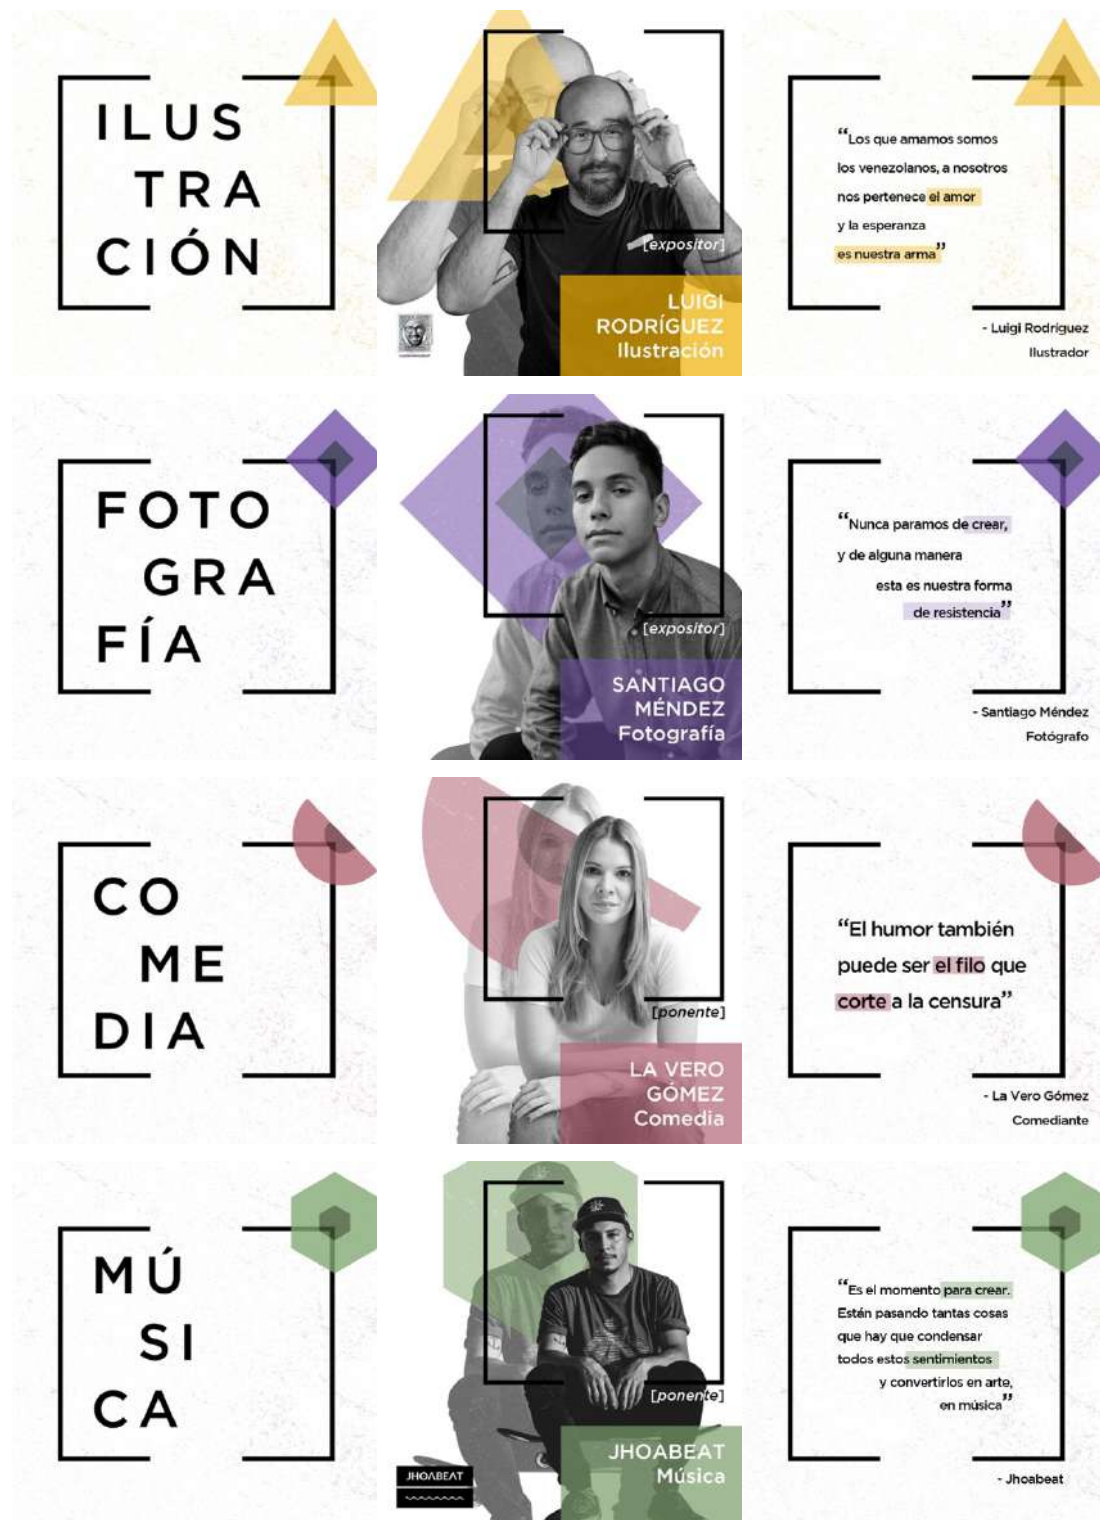 ILUS
TRA
CIÓN
[expositor]
LUIGI
RODRÍGUEZ
Ilustración
“Los que amamos somos
los venezolanos, a nosotros
nos pertenece el amor
y la esperanza
es nuestra arma”
- Luigi Rodríguez
Ilustrador
FOTO
GRA
FÍA
[expositor]
SANTIAGO
MÉNDEZ
Fotografía
“Nunca paramos de crear,
y de alguna manera
esta es nuestra forma
de resistencia”
- Santiago Méndez
Fotógrafo
CO
ME
DIA
[ponente]
LA VERO
GÓMEZ
Comedia
“El humor también
puede ser el filo que
corte a la censura”
- La Vero Gómez
Comediante
MÚ
SI
CA
[ponente]
JHOABEAT
Música
JHOABEAT
“Es el momento para crear.
Están pasando tantas cosas
que hay que condensar
todos estos sentimientos
y convertirlos en arte,
en música”
- Jhoabeat